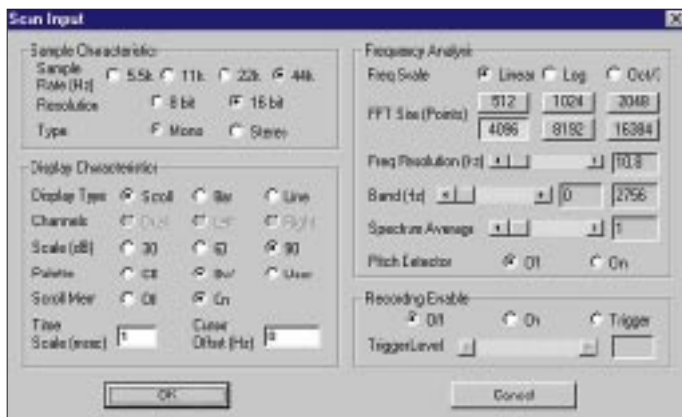 Scan Input
Sample Characteristics
Sample Rate (Hz) 5.5k 11k 22k 44k
Resolution 8 bit 16 bit
Type Mono Stereo
Display Characteristics
Display Type Scroll Bar Line
Channels Dual Left Right
Scale (dB) 30 60 90
Palette CB User
Scroll Mem Off On
Time Scale (msec) 1
Cursor Offset (Hz) 0
OK
Frequency Analysis
Freq Scale Linear Log
FFT Size (Points) 512 1024 2048
4096 8192 16384
Freq Resolution (Hz) 10.8
Band (Hz) 0 2756
Spectrum Average 1
Pitch Detector Off On
Recording Enable
Off On Trigger
Trigger Level
Cancel